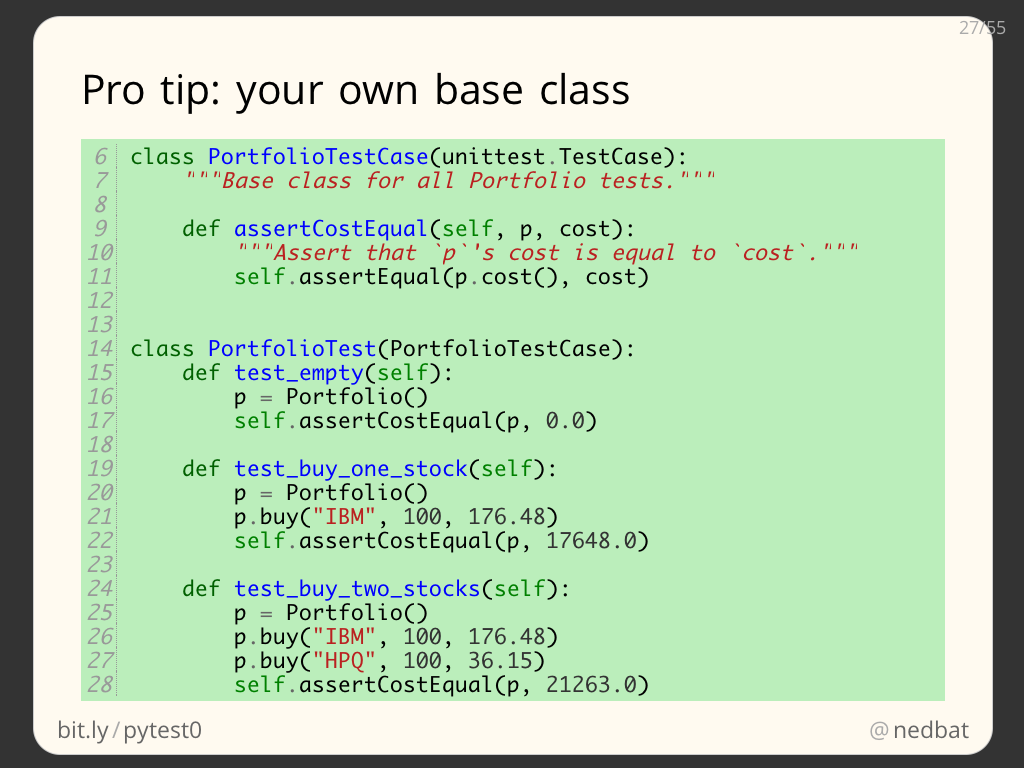 27/55
Pro tip: your own base class
6 class PortfolioTestCase(unittest.TestCase):
7     """Base class for all Portfolio tests."""
8
9     def assertCostEqual(self, p, cost):
10         """Assert that `p`'s cost is equal to `cost`."""
11         self.assertEqual(p.cost(), cost)
12
13
14 class PortfolioTest(PortfolioTestCase):
15     def test_empty(self):
16         p = Portfolio()
17         self.assertCostEqual(p, 0.0)
18
19     def test_buy_one_stock(self):
20         p = Portfolio()
21         p.buy("IBM", 100, 176.48)
22         self.assertCostEqual(p, 17648.0)
23
24     def test_buy_two_stocks(self):
25         p = Portfolio()
26         p.buy("IBM", 100, 176.48)
27         p.buy("HPQ", 100, 36.15)
28         self.assertCostEqual(p, 21263.0)
bit.ly/pytest0
@nedbat